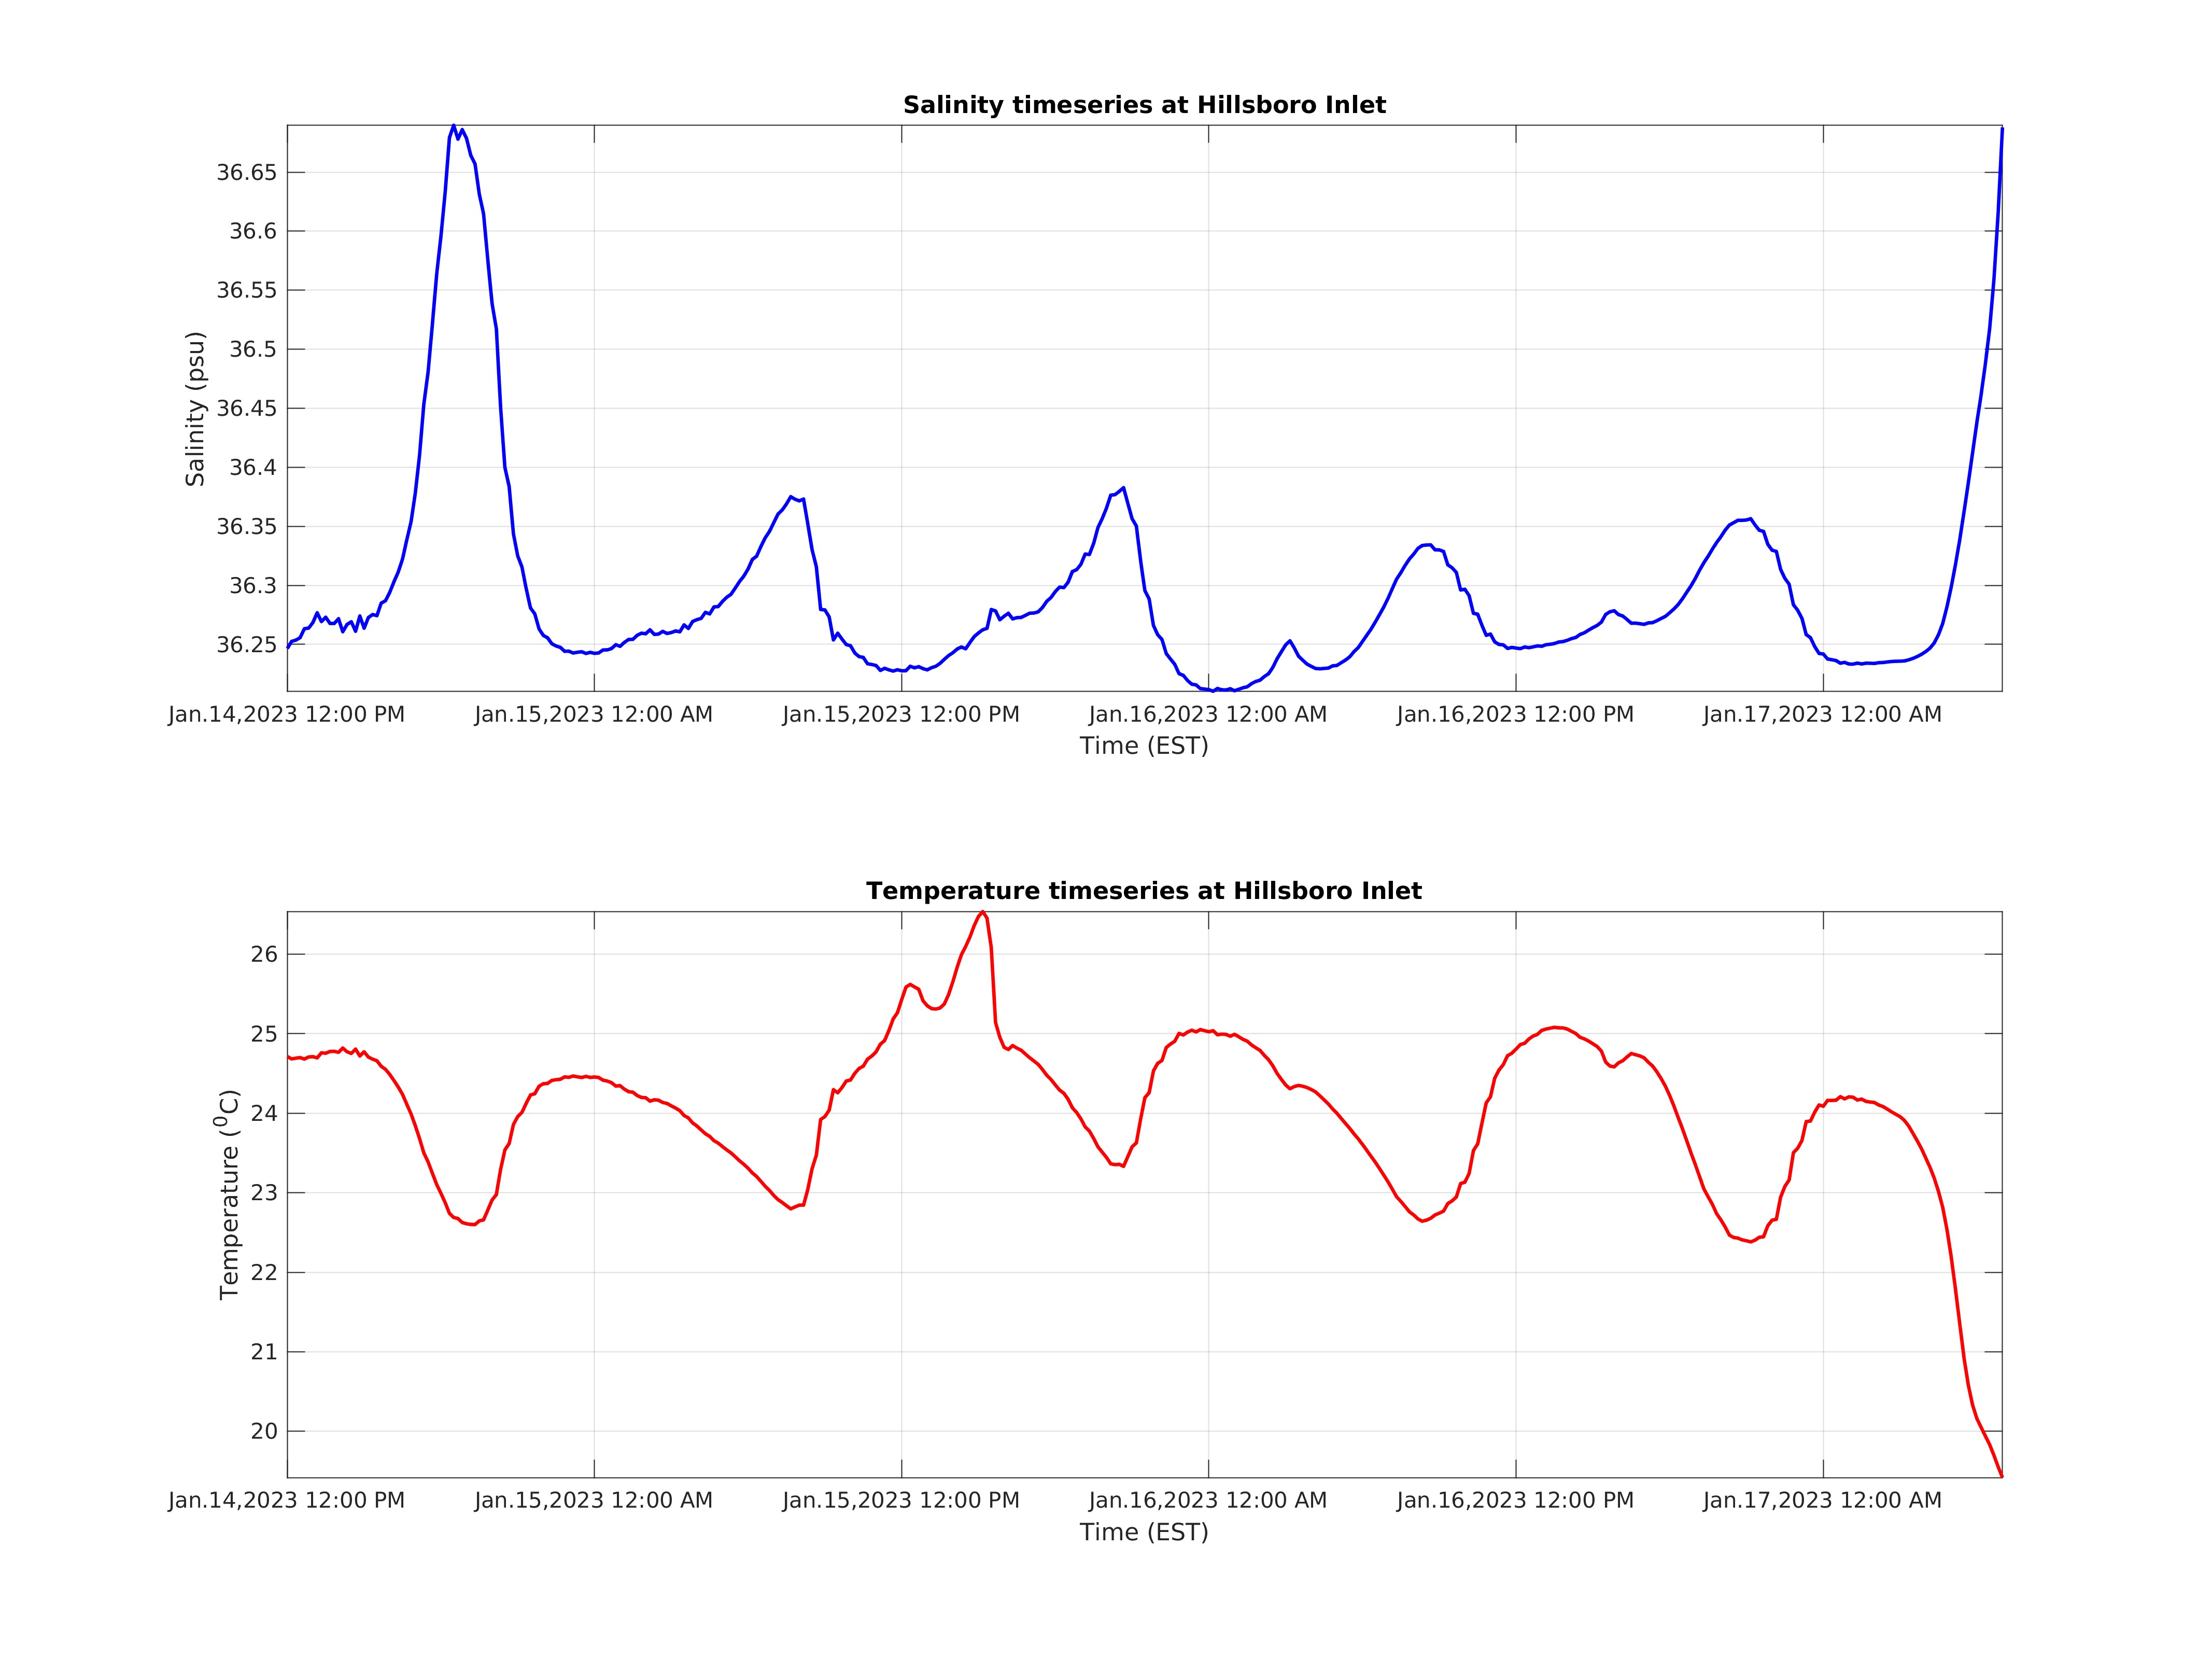 Salinity timeseries at Hillsboro Inlet
36.65
36.6
36.55
36.5
36.45
36.4
36.35
36.3
36.25
Salinity (psu)
Jan.14,2023 12:00 PM Jan.15,2023 12:00 AM Jan.15,2023 12:00 PM Jan.16,2023 12:00 AM Jan.16,2023 12:00 PM Jan.17,2023 12:00 AM
Time (EST)
Temperature timeseries at Hillsboro Inlet
26
25
24
23
22
21
20
Temperature (⁰C)
Jan.14,2023 12:00 PM Jan.15,2023 12:00 AM Jan.15,2023 12:00 PM Jan.16,2023 12:00 AM Jan.16,2023 12:00 PM Jan.17,2023 12:00 AM
Time (EST)